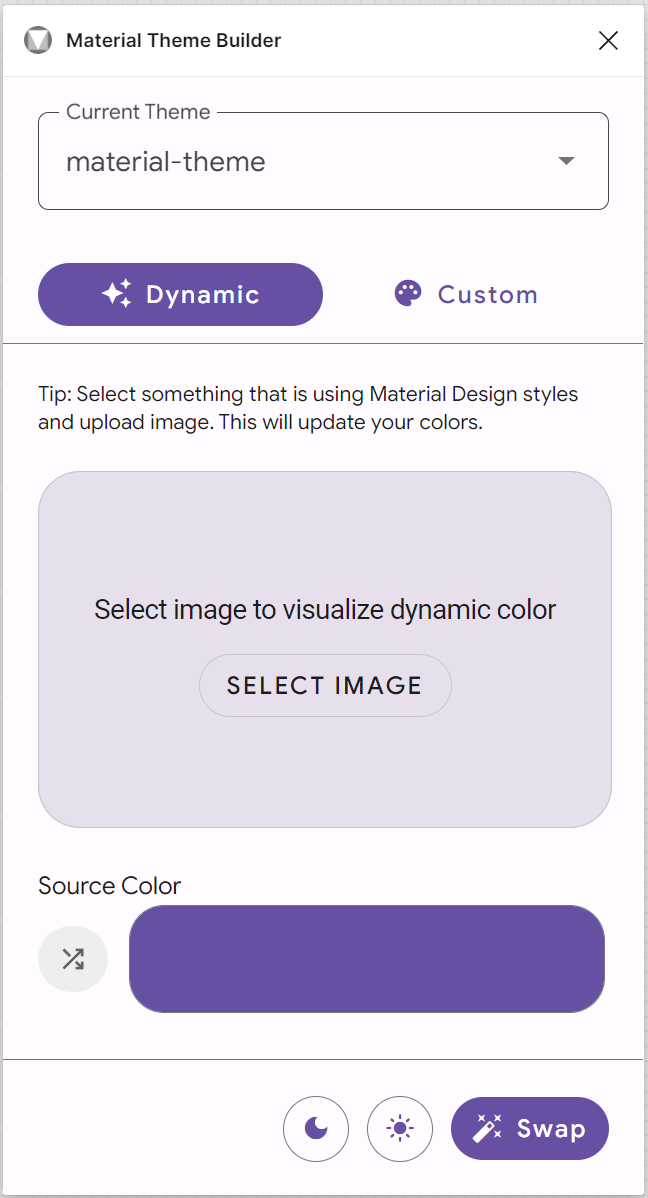 Material Theme Builder
Current Theme
material-theme
Dynamic
Custom
Tip: Select something that is using Material Design styles
and upload image. This will update your colors.
Select image to visualize dynamic color
SELECT IMAGE
Source Color
Swap